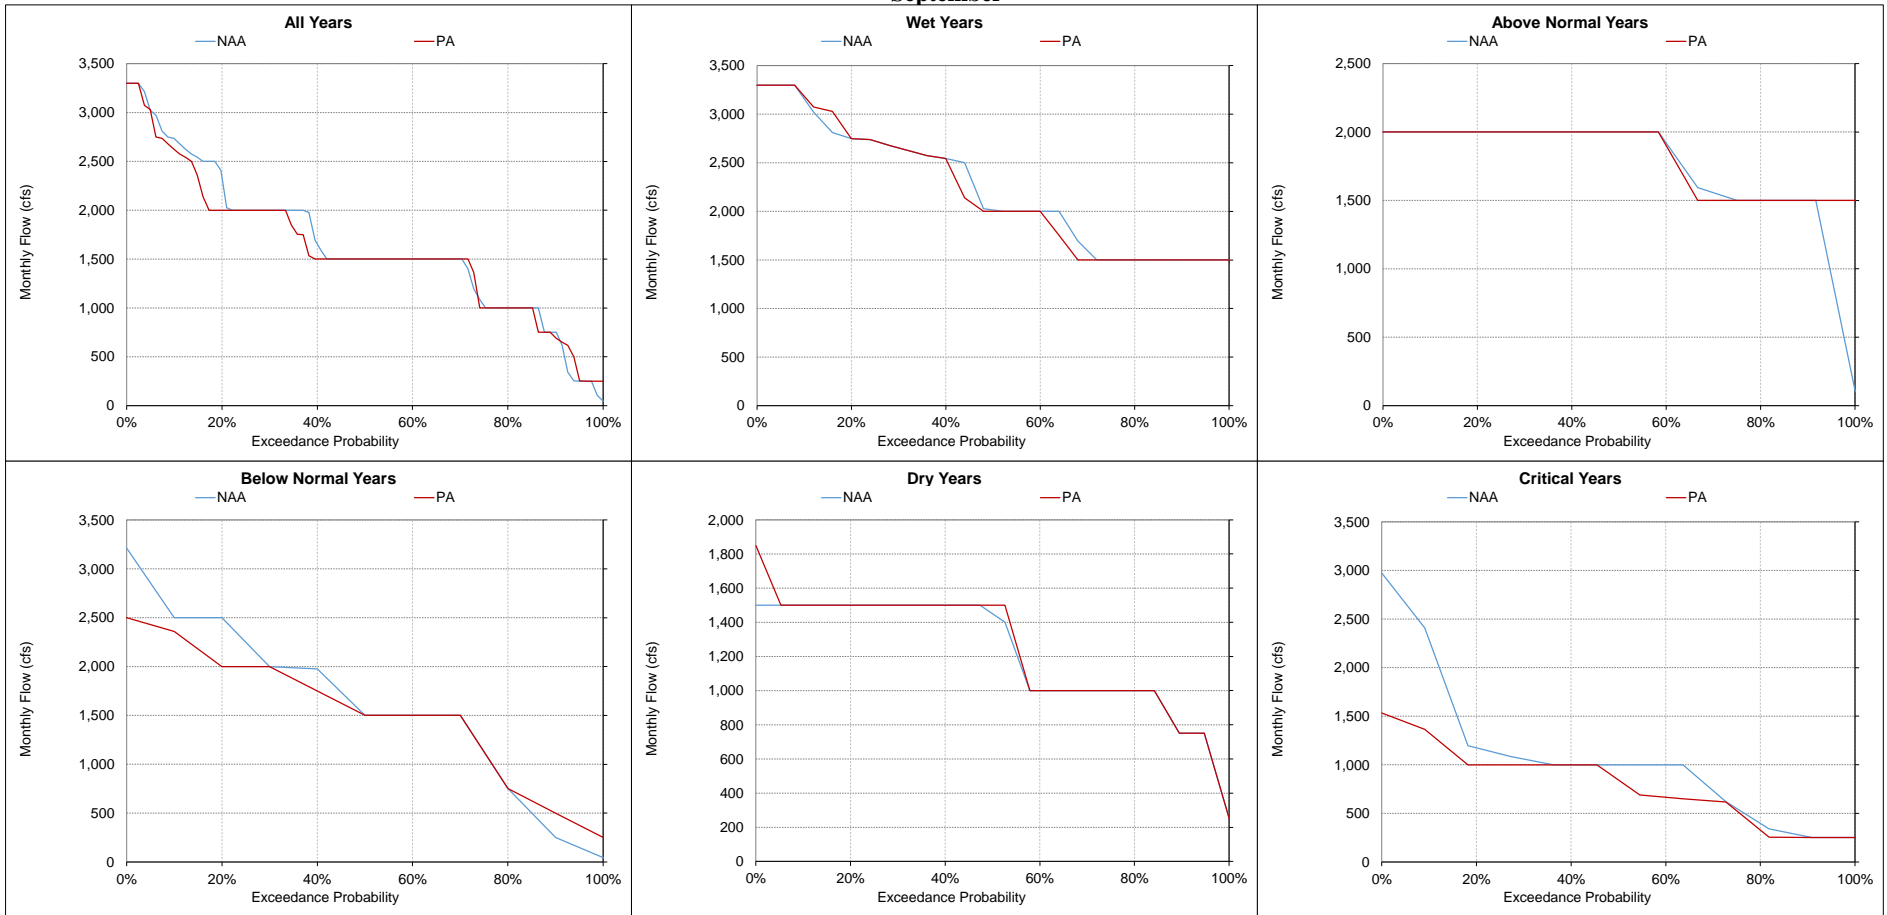 September
All Years
NAA PA
3,500
3,000
2,500
2,000
1,500
1,000
500
0
Monthly Flow (cfs)
0% 20% 40% 60% 80% 100%
Exceedance Probability
Wet Years
NAA PA
3,500
3,000
2,500
2,000
1,500
1,000
500
0
Monthly Flow (cfs)
0% 20% 40% 60% 80% 100%
Exceedance Probability
Above Normal Years
NAA PA
2,500
2,000
1,500
1,000
500
0
Monthly Flow (cfs)
0% 20% 40% 60% 80% 100%
Exceedance Probability
Below Normal Years
NAA PA
3,500
3,000
2,500
2,000
1,500
1,000
500
0
Monthly Flow (cfs)
0% 20% 40% 60% 80% 100%
Exceedance Probability
Dry Years
NAA PA
2,000
1,800
1,600
1,400
1,200
1,000
800
600
400
200
0
Monthly Flow (cfs)
0% 20% 40% 60% 80% 100%
Exceedance Probability
Critical Years
NAA PA
3,500
3,000
2,500
2,000
1,500
1,000
500
0
Monthly Flow (cfs)
0% 20% 40% 60% 80% 100%
Exceedance Probability